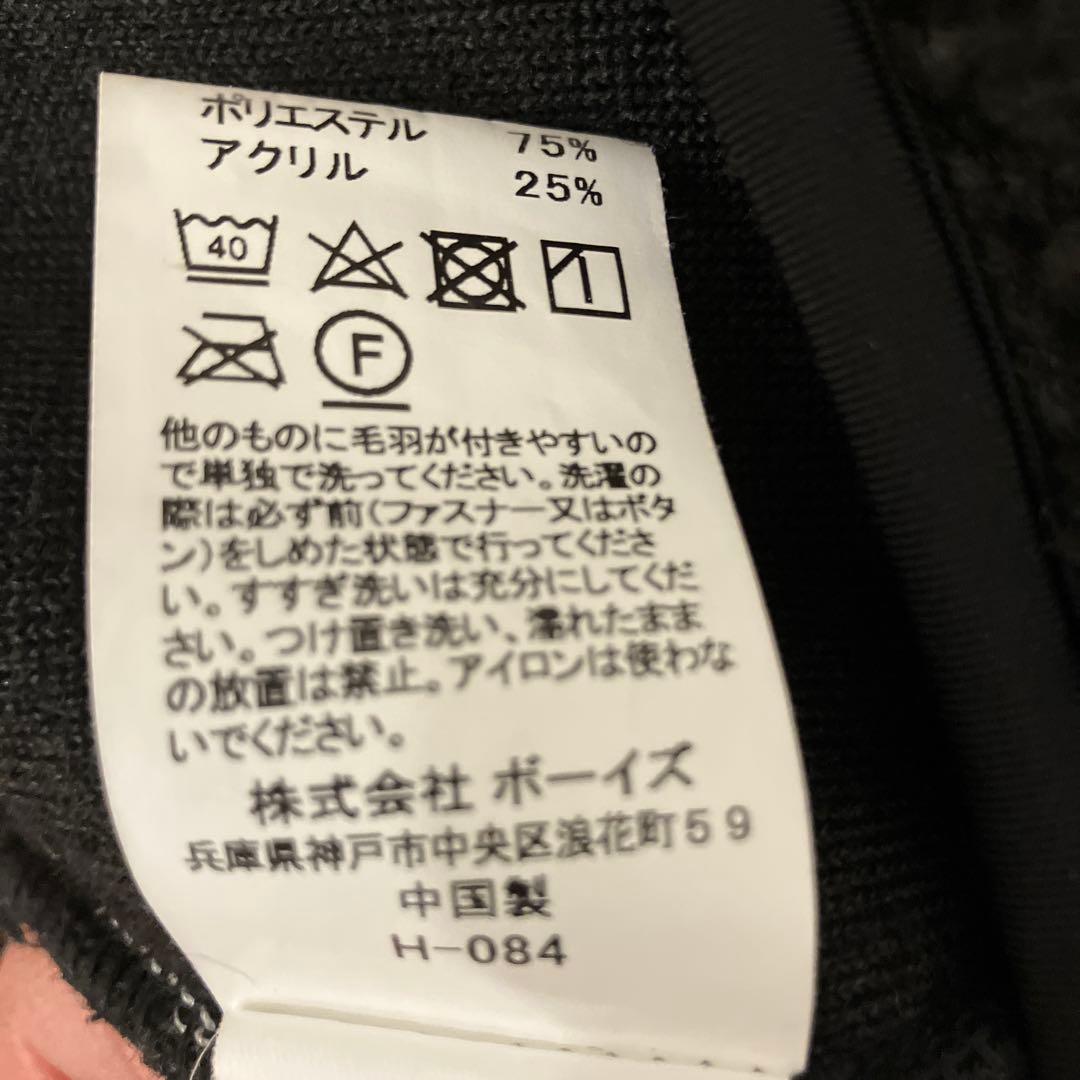 ポリエステル 75%
アクリル 25%
40
F
他のものに毛羽が付きやすいの
で単独で洗ってください。洗濯の
際は必ず前(ファスナー又はボタ
ン)をしめた状態で行ってくださ
い。すすぎ洗いは充分にしてくだ
さい。つけ置き洗い、濡れたまま
の放置は禁止。アイロンは使わな
いでください。
株式会社 ボーイズ
兵庫県神戸市中央区浪花町59
中国製
H-084